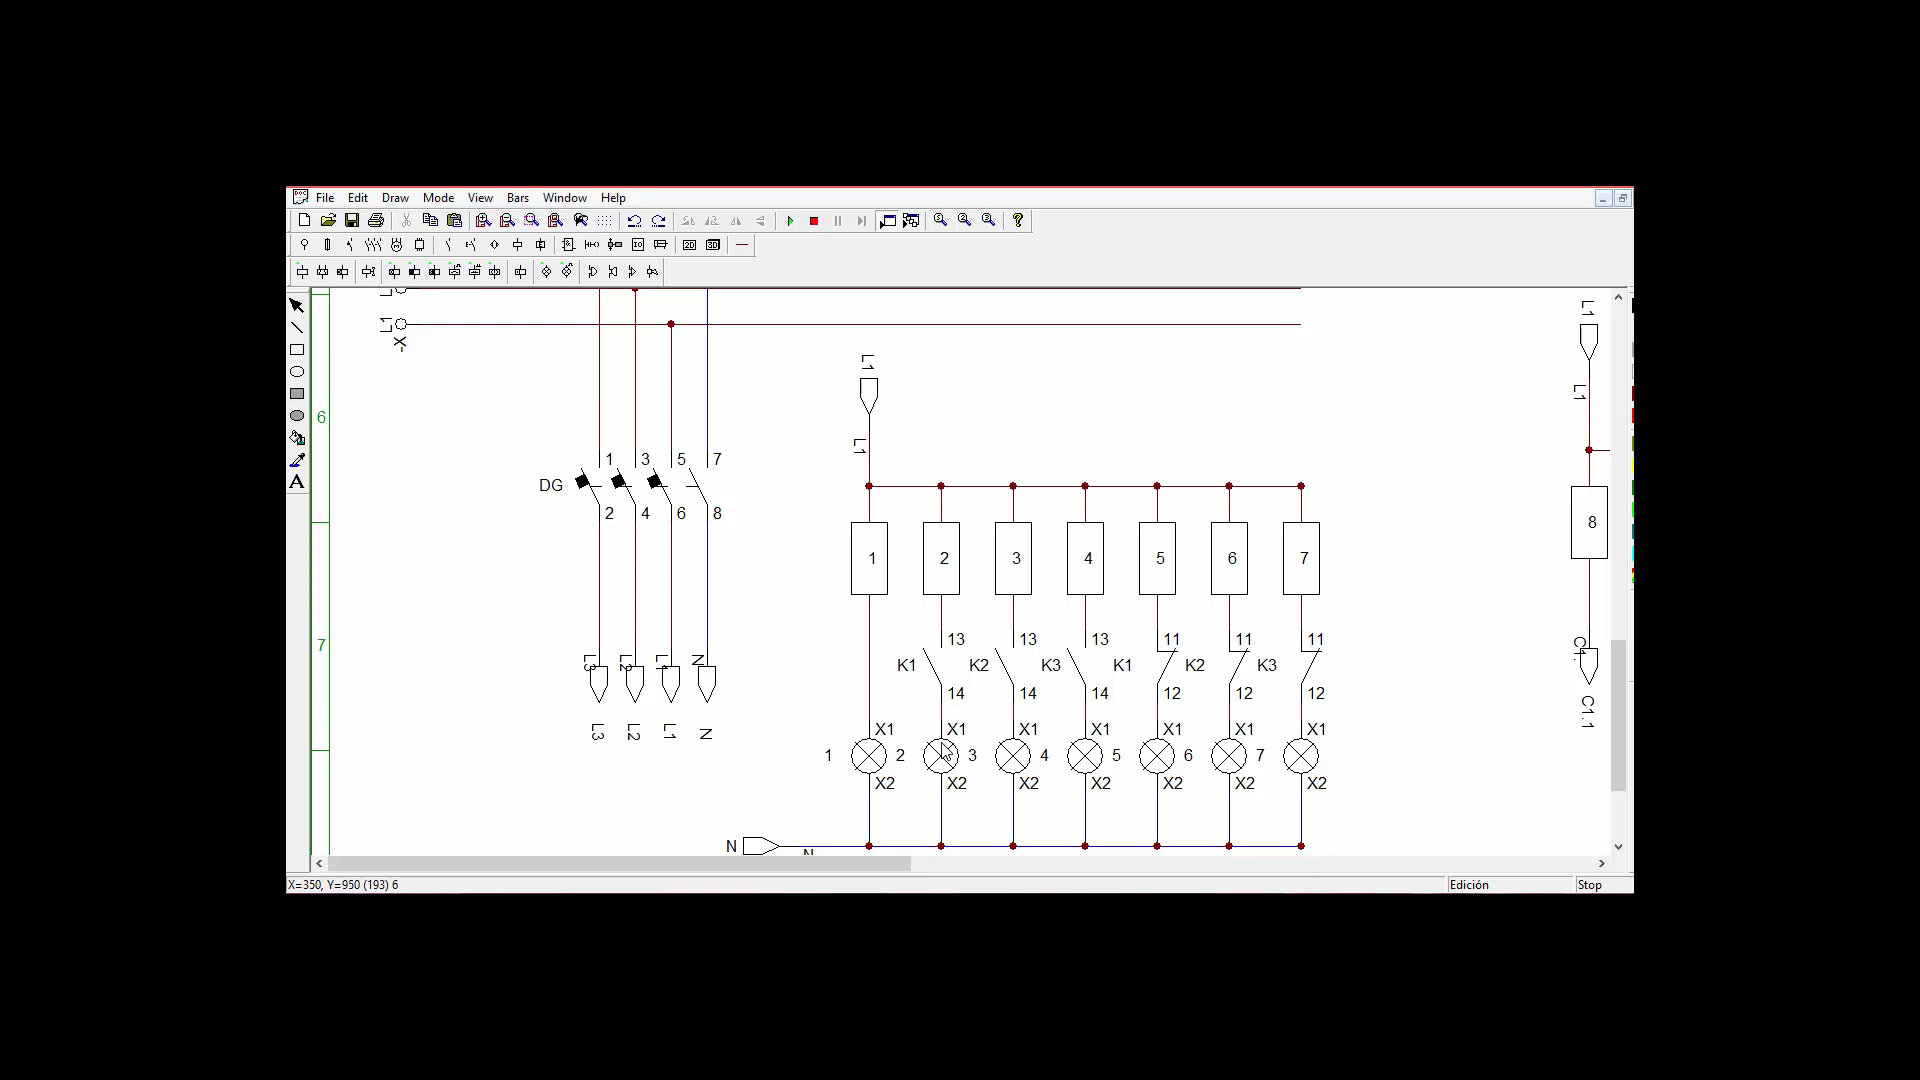 File Edit Draw Mode View Bars Window Help
L1
L1
X-
L1
L1
L1
L1
6
1 3 5 7
DG
2 4 6 8
1 2 3 4 5 6 7
8
7
13 13 13 11 11 11
K1 K2 K3 K1 K2 K3
14 14 14 12 12 12
L3 L2 L1 N
C1.1
L3 L2 L1 N
X1 X1 X1 X1 X1 X1 X1
1 2 3 4 5 6 7
X2 X2 X2 X2 X2 X2 X2
N
N
X=350, Y=950 (193) 6
Edición
Stop